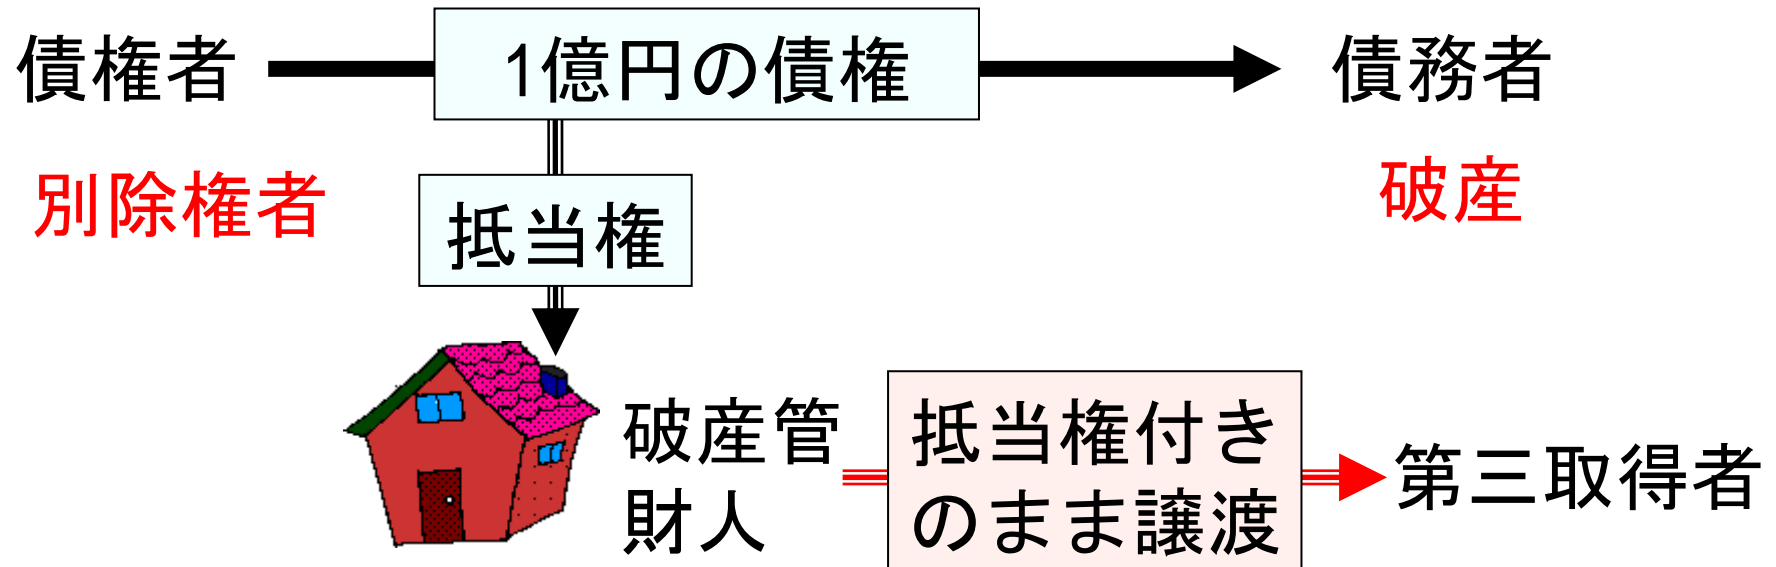 債権者
1億円の債権
債務者
別除権者
破産
抵当権
破産管
財人
抵当権付き
のまま譲渡
第三取得者